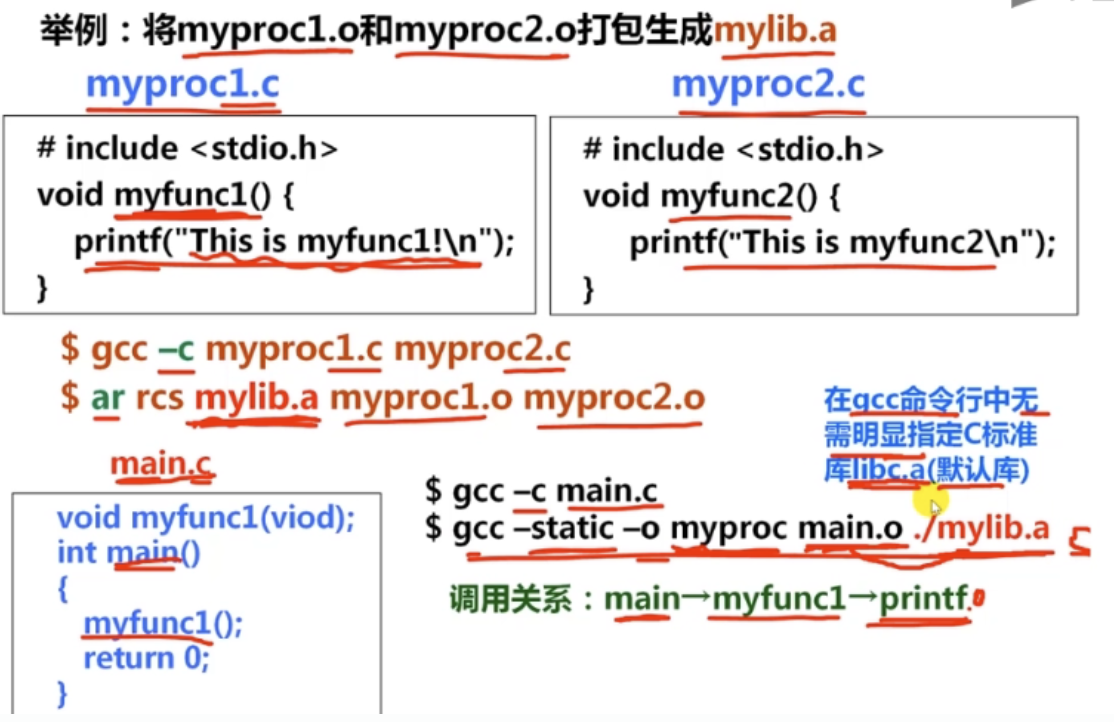 举例：将myproc1.o和myproc2.o打包生成mylib.a
myproc1.c
# include <stdio.h>
void myfunc1() {
printf("This is myfunc1!\n");
}
myproc2.c
# include <stdio.h>
void myfunc2() {
printf("This is myfunc2\n");
}
$ gcc –c myproc1.c myproc2.c
$ ar rcs mylib.a myproc1.o myproc2.o
main.c
void myfunc1(viod);
int main()
{
myfunc1();
return 0;
}
在gcc命令行中无
需明显指定C标准
库libc.a(默认库)
$ gcc –c main.c
$ gcc –static –o myproc main.o ./mylib.a
调用关系：main→myfunc1→printf